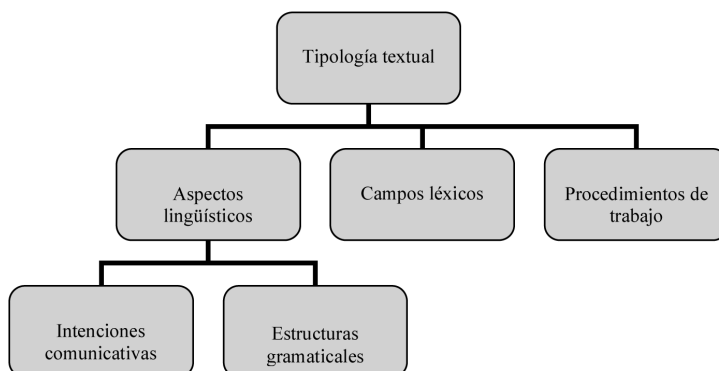 Tipología textual
Aspectos
lingüísticos
Campos léxicos
Procedimientos de
trabajo
Intenciones
comunicativas
Estructuras
gramaticales